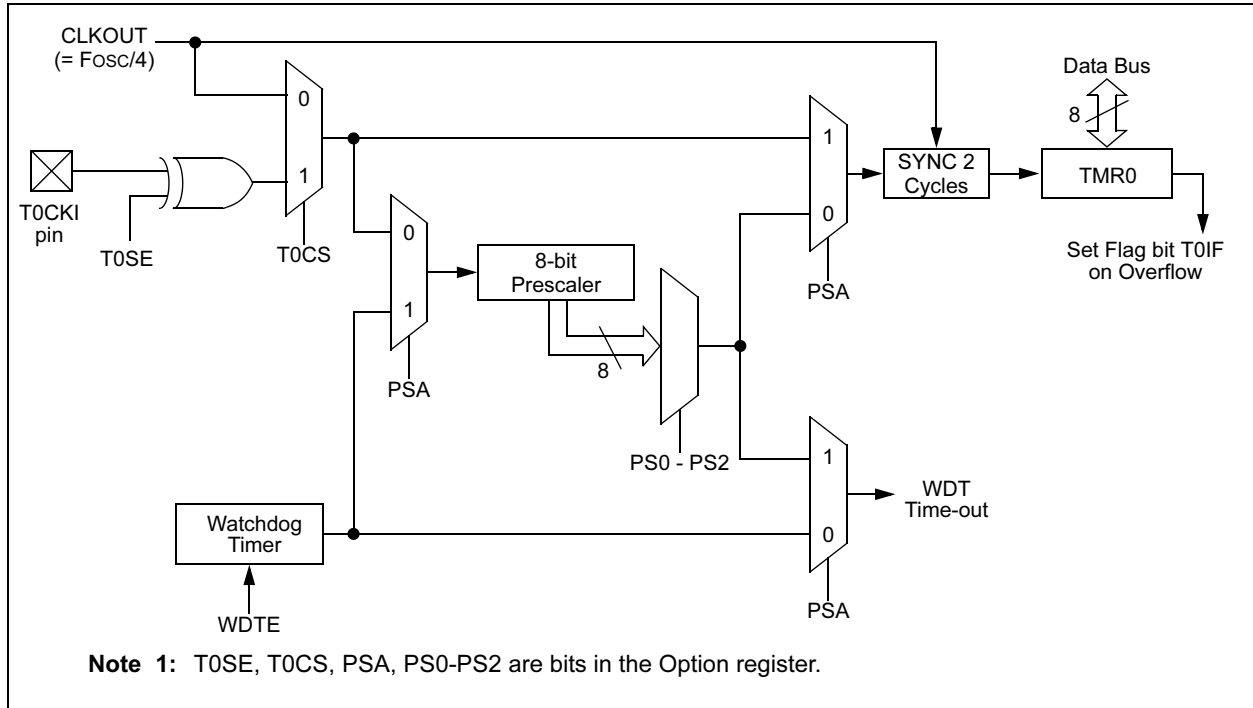 CLKOUT
(= FOSC/4)
0
1
T0CKI
pin
T0SE
T0CS
0
1
PSA
8-bit
Prescaler
8
PS0 - PS2
1
0
PSA
SYNC 2
Cycles
Data Bus
8
TMR0
Set Flag bit T0IF
on Overflow
1
0
PSA
WDT
Time-out
Watchdog
Timer
WDTE
Note 1: T0SE, T0CS, PSA, PS0-PS2 are bits in the Option register.